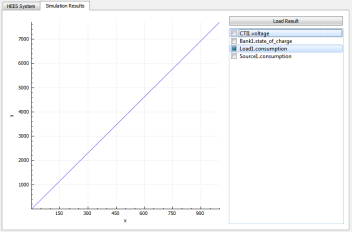 HEES System
Simulation Results
Load Result
CTB.voltage
Bank1.state_of_charge
Load1.consumption
Source1.consumption
7000
6000
5000
4000
3000
2000
1000
y
150 300 450 600 750 900
x